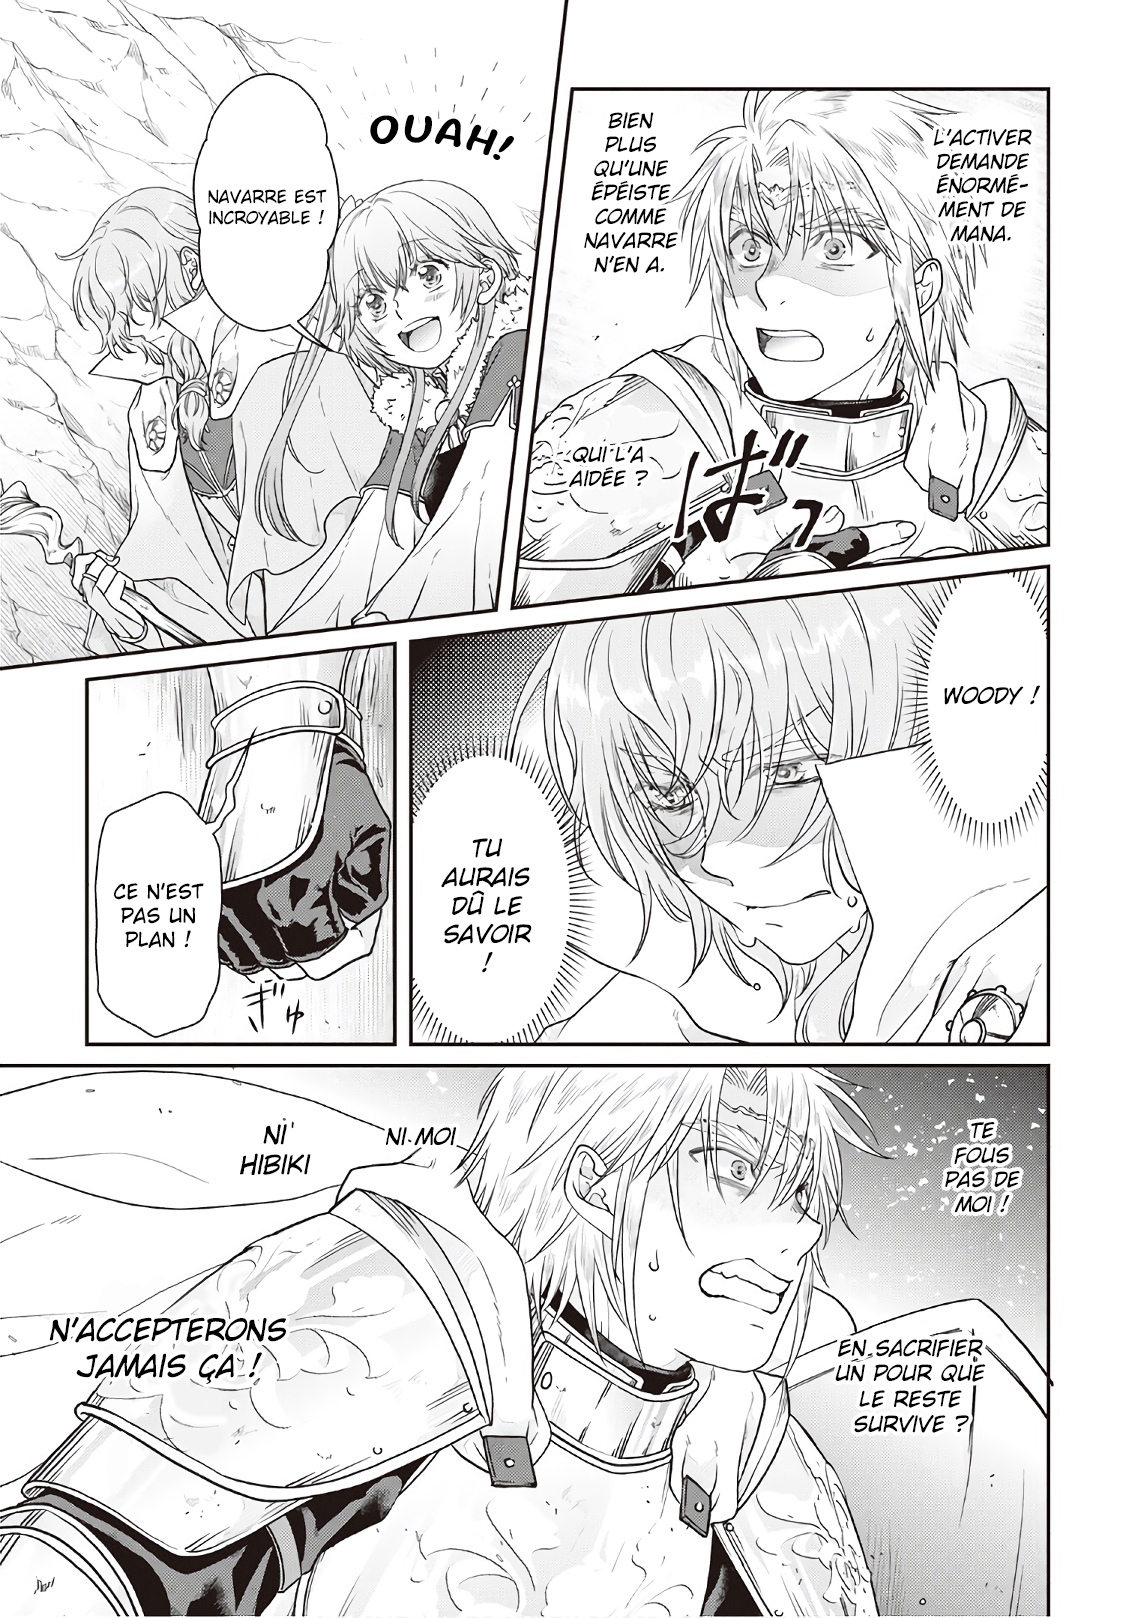 L'ACTIVER
DEMANDE
ÉNORMÉ-
MENT DE
MANA.
BIEN
PLUS
QU'UNE
ÉPÉISTE
COMME
NAVARRE
N'EN A.
QUI L'A
AIDÉE ?
ばっ
OUAH!
NAVARRE EST
INCROYABLE !
WOODY !
TU
AURAIS
DÛ LE
SAVOIR
!
CE N'EST
PAS UN
PLAN !
ぎゅ
TE
FOUS
PAS DE
MOI !
EN SACRIFIER
UN POUR QUE
LE RESTE
SURVIVE ?
NI MOI
NI
HIBIKI
N'ACCEPTERONS
JAMAIS ÇA !